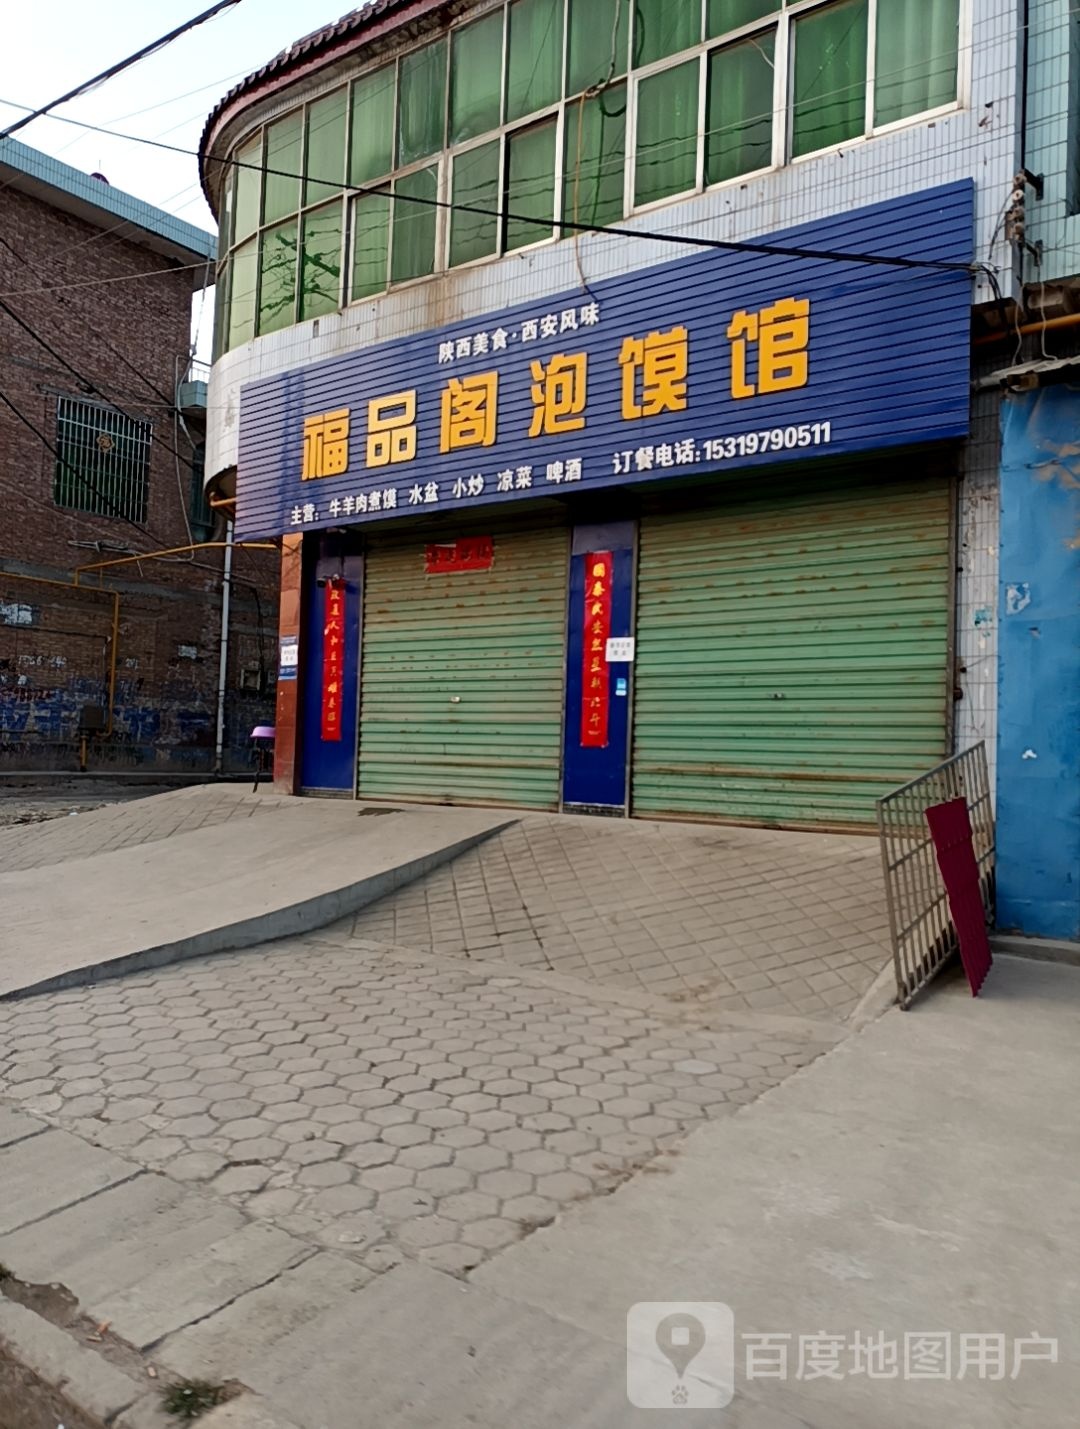 陕西美食·西安风味
福品阁泡馍馆
主营：牛羊肉煮馍 水盆 小炒 凉菜 啤酒 订餐电话：15319790511
百度地图用户